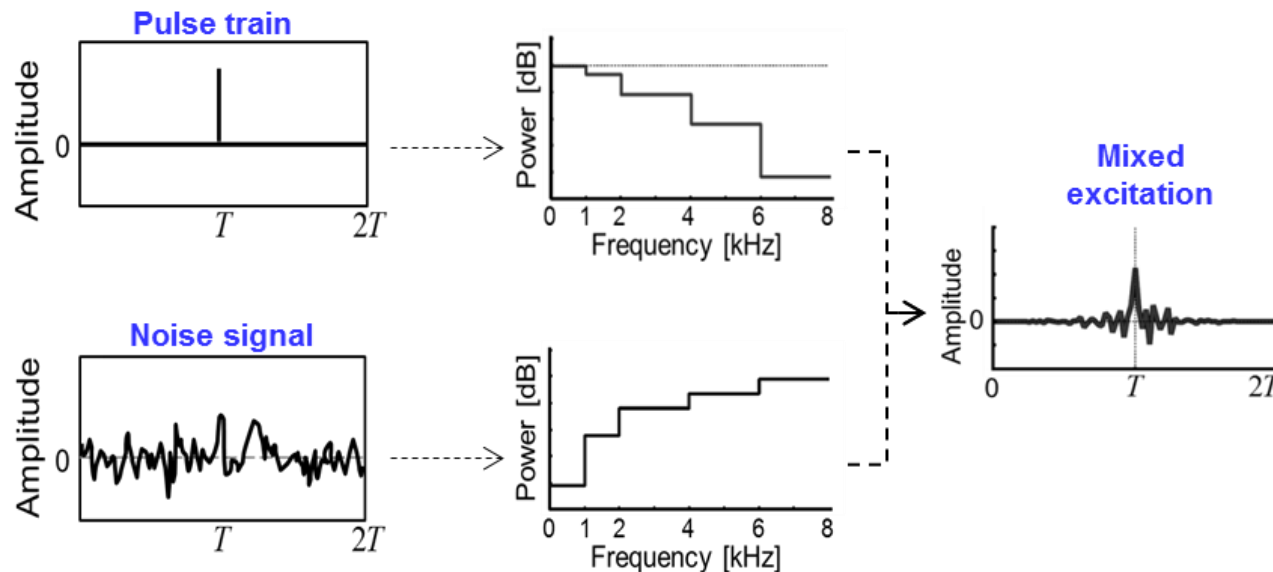 Pulse train
Amplitude
0
T
2T
Power [dB]
0 1 2 4 6 8
Frequency [kHz]
Noise signal
Amplitude
0
T
2T
Power [dB]
0 1 2 4 6 8
Frequency [kHz]
Mixed
excitation
Amplitude
0
0
T
2T